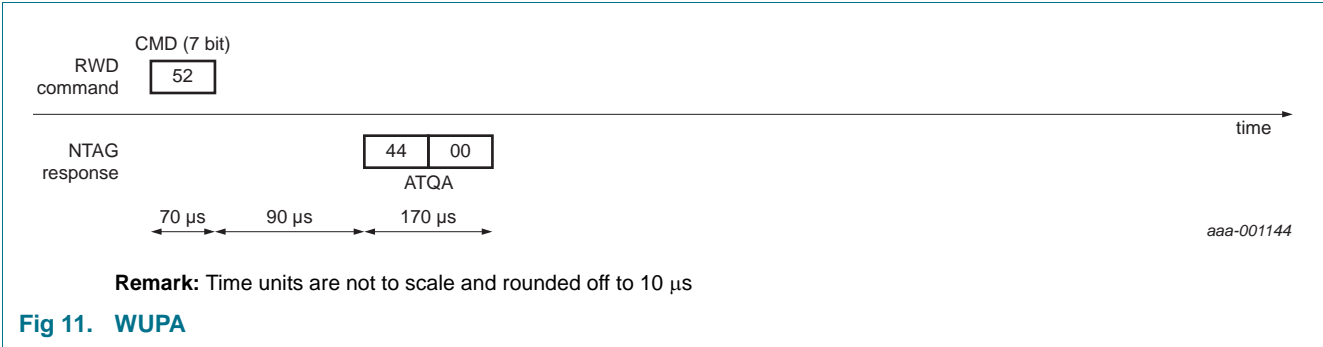 CMD (7 bit)
RWD
command
52
time
NTAG
response
44 00
ATQA
70 µs 90 µs 170 µs
aaa-001144
Remark: Time units are not to scale and rounded off to 10 µs
Fig 11. WUPA